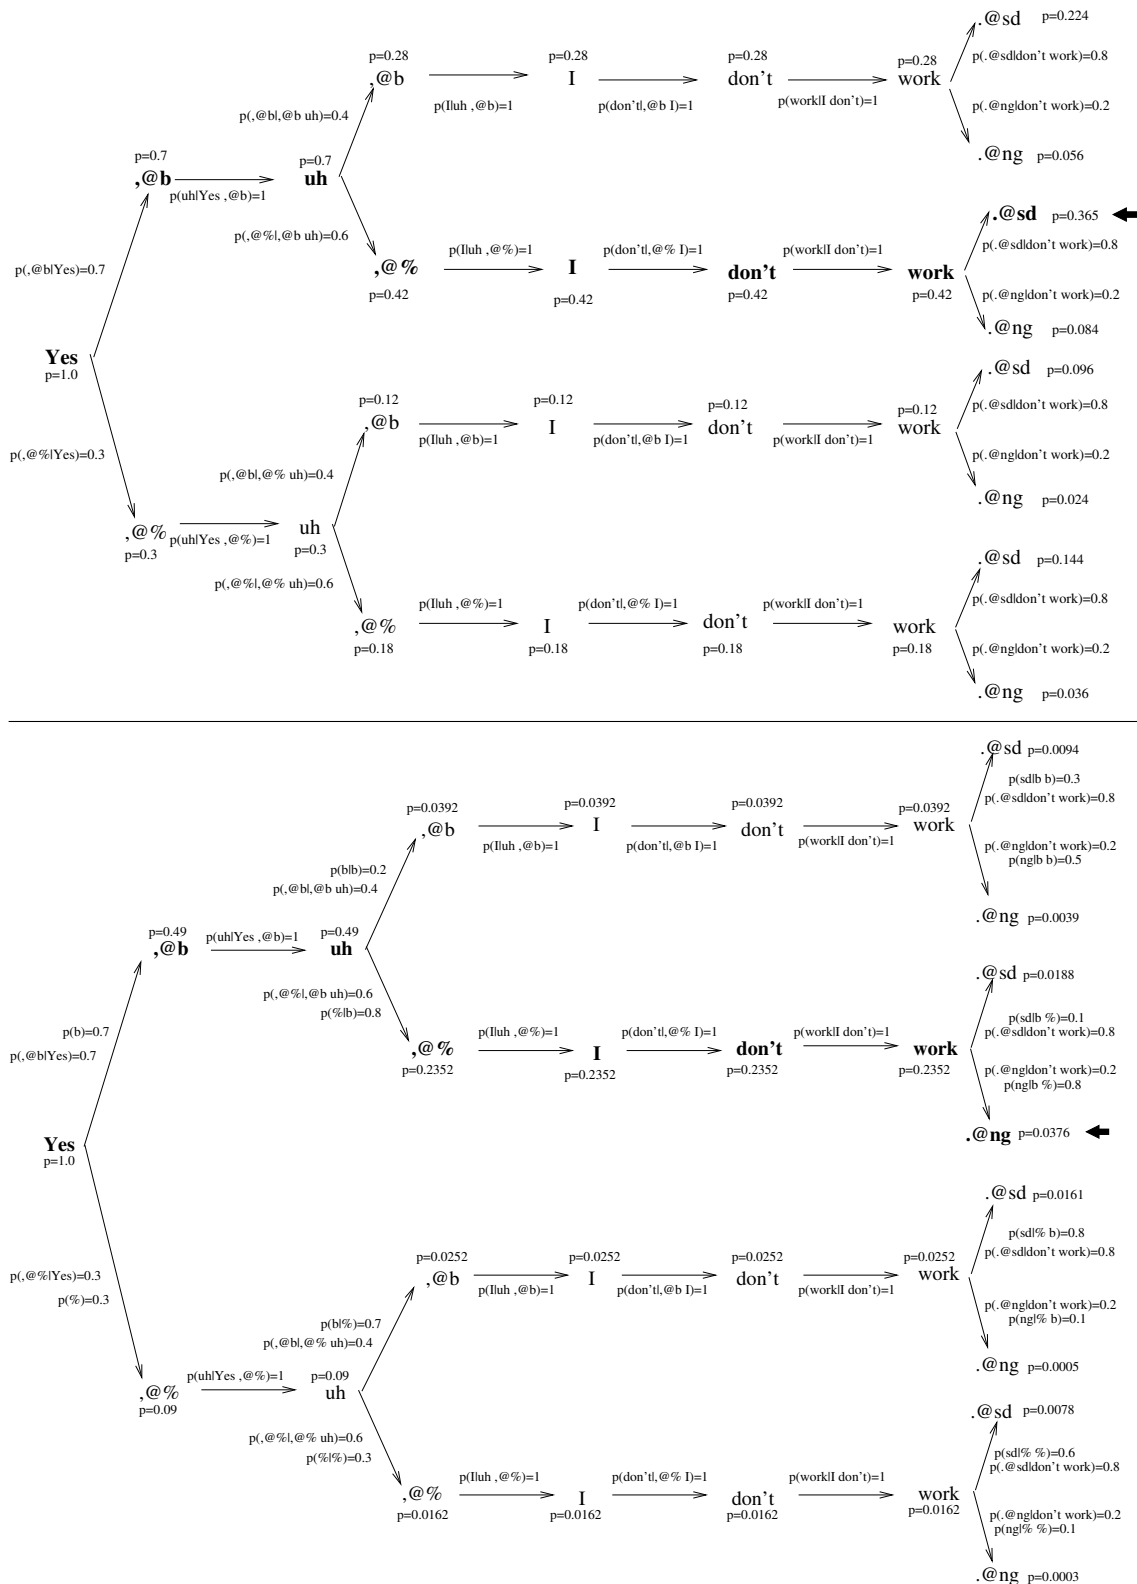 .@sd p=0.224
p=0.28 p=0.28 p=0.28 p=0.28
p(.@sd|don't work)=0.8
,@b I don't work
p(I|uh ,@b)=1 p(don't|,@b I)=1 p(work|I don't)=1
p(,@b|,@b uh)=0.4
p(.@ng|don't work)=0.2
.@ng p=0.056
p=0.7 p=0.7
,@b p(uh|Yes ,@b)=1 uh
.@sd p=0.365
p(,@%|,@b uh)=0.6
p(I|uh ,@%)=1 p(don't|,@% I)=1 p(work|I don't)=1
p(.@sd|don't work)=0.8
p(,@b|Yes)=0.7
,@% I don't work
p=0.42 p=0.42 p=0.42 p=0.42
p(.@ng|don't work)=0.2
.@ng p=0.084
Yes
p=1.0
.@sd p=0.096
p=0.12 p=0.12 p=0.12 p=0.12
p(.@sd|don't work)=0.8
,@b I don't work
p(I|uh ,@b)=1 p(don't|,@b I)=1 p(work|I don't)=1
p(,@%|Yes)=0.3
p(.@ng|don't work)=0.2
p(,@b|,@% uh)=0.4
.@ng p=0.024
,@% p(uh|Yes ,@%)=1 uh
p=0.3 p=0.3
.@sd p=0.144
p(,@%|,@% uh)=0.6
p(I|uh ,@%)=1 p(don't|,@% I)=1 p(work|I don't)=1
p(.@sd|don't work)=0.8
,@% I don't work
p=0.18 p=0.18 p=0.18 p=0.18
p(.@ng|don't work)=0.2
.@ng p=0.036
.@sd p=0.0094
p(sd|b b)=0.3
p(.@sd|don't work)=0.8
p=0.0392 p=0.0392 p=0.0392 p=0.0392
,@b I don't work
p(I|uh ,@b)=1 p(don't|,@b I)=1 p(work|I don't)=1
p(.@ng|don't work)=0.2
p(ng|b b)=0.5
p(b|b)=0.2
p(,@b|,@b uh)=0.4
.@ng p=0.0039
p=0.49 p=0.49
,@b p(uh|Yes ,@b)=1 uh
.@sd p=0.0188
p(,@%|,@b uh)=0.6
p(%|b)=0.8
p(sd|b %)=0.1
p(.@sd|don't work)=0.8
p(b)=0.7
p(,@b|Yes)=0.7
p(I|uh ,@%)=1 p(don't|,@% I)=1 p(work|I don't)=1
,@% I don't work
p=0.2352 p=0.2352 p=0.2352 p=0.2352
p(.@ng|don't work)=0.2
p(ng|b %)=0.8
.@ng p=0.0376
Yes
p=1.0
.@sd p=0.0161
p(sd|% b)=0.8
p(.@sd|don't work)=0.8
p=0.0252 p=0.0252 p=0.0252 p=0.0252
,@b I don't work
p(I|uh ,@b)=1 p(don't|,@b I)=1 p(work|I don't)=1
p(,@%|Yes)=0.3
p(%)=0.3
p(.@ng|don't work)=0.2
p(ng|% b)=0.1
p(b|%)=0.7
p(,@b|,@% uh)=0.4
.@ng p=0.0005
p=0.09
,@% p(uh|Yes ,@%)=1 uh
p=0.09
.@sd p=0.0078
p(,@%|,@% uh)=0.6
p(%|%)=0.3
p(sd|% %)=0.6
p(.@sd|don't work)=0.8
p(I|uh ,@%)=1 p(don't|,@% I)=1 p(work|I don't)=1
,@% I don't work
p=0.0162 p=0.0162 p=0.0162 p=0.0162
p(.@ng|don't work)=0.2
p(ng|% %)=0.1
.@ng p=0.0003